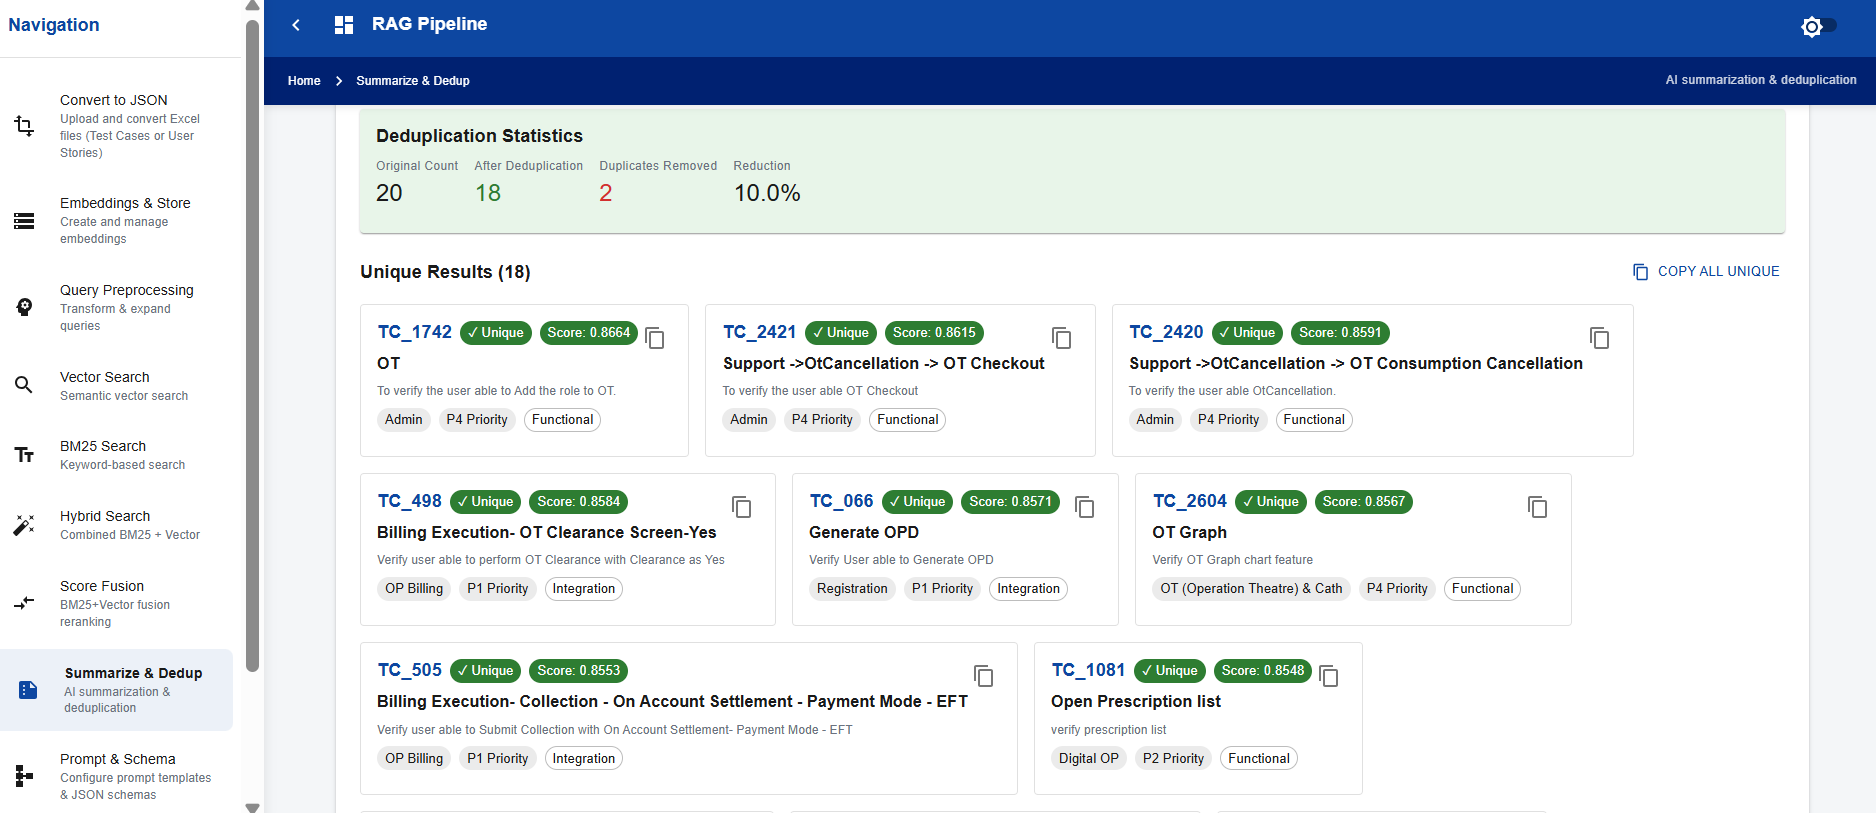 Navigation
Convert to JSON
Upload and convert Excel
files (Test Cases or User
Stories)
Embeddings & Store
Create and manage
embeddings
Query Preprocessing
Transform & expand
queries
Vector Search
Semantic vector search
BM25 Search
Keyword-based search
Hybrid Search
Combined BM25 + Vector
Score Fusion
BM25+Vector fusion
reranking
Summarize & Dedup
AI summarization &
deduplication
Prompt & Schema
Configure prompt templates
& JSON schemas
RAG Pipeline
Home > Summarize & Dedup
AI summarization & deduplication
Deduplication Statistics
Original Count After Deduplication Duplicates Removed Reduction
20 18 2 10.0%
Unique Results (18)
COPY ALL UNIQUE
TC_1742 ✓ Unique Score: 0.8664
OT
To verify the user able to Add the role to OT.
Admin P4 Priority Functional
TC_2421 ✓ Unique Score: 0.8615
Support ->OtCancellation -> OT Checkout
To verify the user able OT Checkout
Admin P4 Priority Functional
TC_2420 ✓ Unique Score: 0.8591
Support ->OtCancellation -> OT Consumption Cancellation
To verify the user able OtCancellation.
Admin P4 Priority Functional
TC_498 ✓ Unique Score: 0.8584
Billing Execution- OT Clearance Screen-Yes
Verify user able to perform OT Clearance with Clearance as Yes
OP Billing P1 Priority Integration
TC_066 ✓ Unique Score: 0.8571
Generate OPD
Verify User able to Generate OPD
Registration P1 Priority Integration
TC_2604 ✓ Unique Score: 0.8567
OT Graph
Verify OT Graph chart feature
OT (Operation Theatre) & Cath P4 Priority Functional
TC_505 ✓ Unique Score: 0.8553
Billing Execution- Collection - On Account Settlement - Payment Mode - EFT
Verify user able to Submit Collection with On Account Settlement- Payment Mode - EFT
OP Billing P1 Priority Integration
TC_1081 ✓ Unique Score: 0.8548
Open Prescription list
verify prescription list
Digital OP P2 Priority Functional